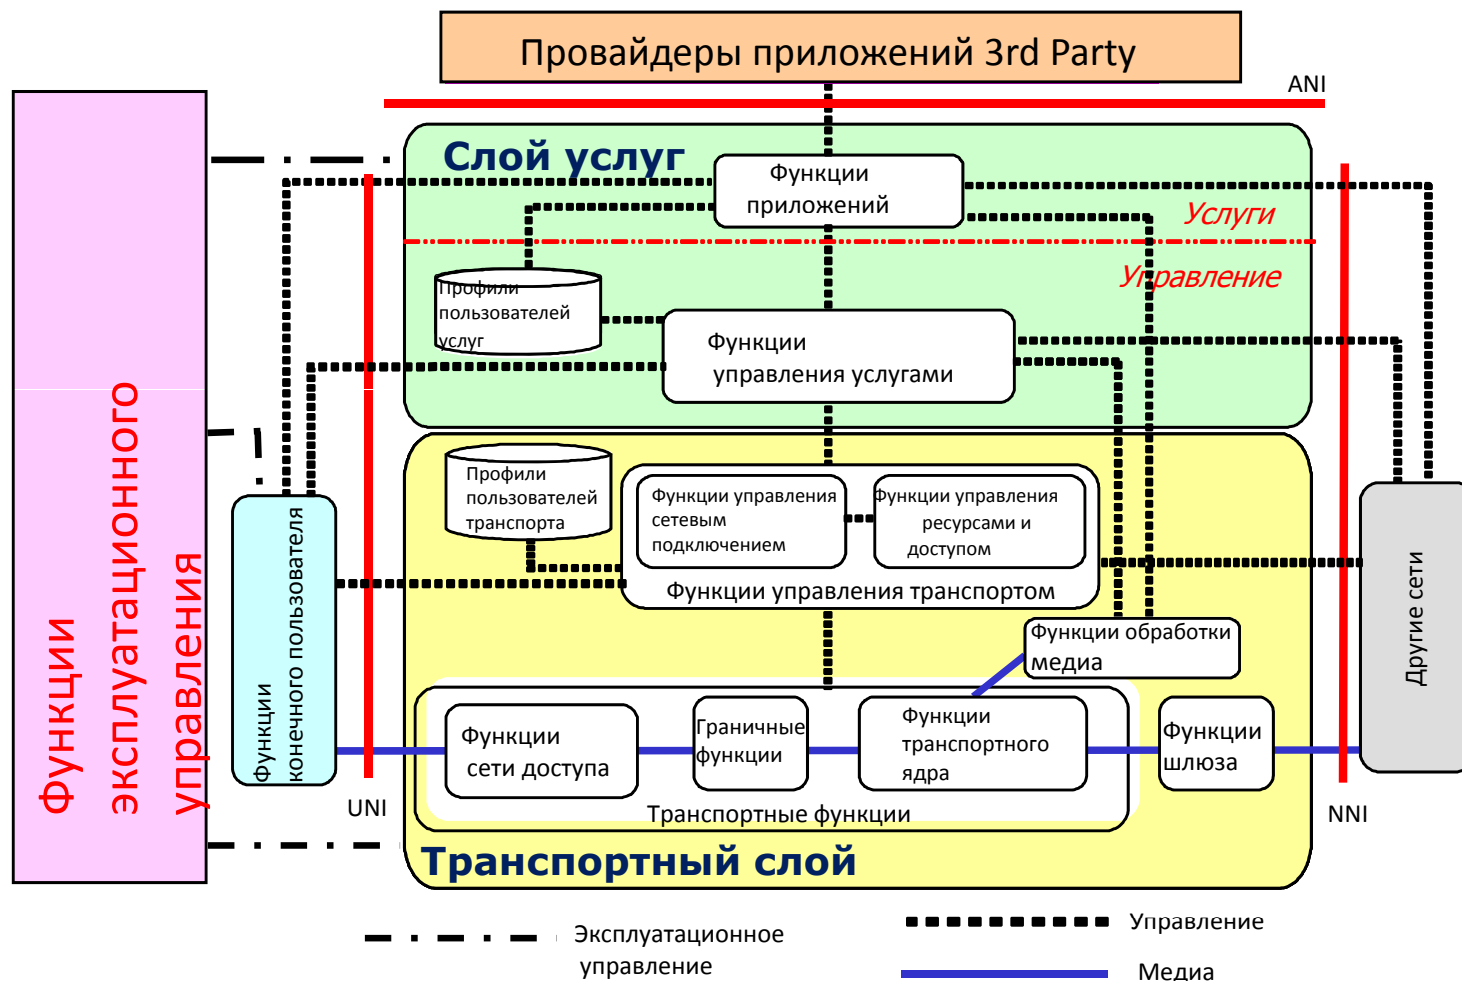 Провайдеры приложений 3rd Party
ANI
Слой услуг
Функции
приложений
Услуги
Управление
Профили
пользователей
услуг
Функции
управления услугами
Функции
эксплуатационного
управления
Профили
пользователей
транспорта
Функции управления
сетевым
подключением
Функции управления
ресурсами и
доступом
Функции управления транспортом
Функции
конечного пользователя
Другие сети
Функции обработки
медиа
Функции
сети доступа
Граничные
функции
Функции
транспортного
ядра
Функции
шлюза
Транспортные функции
UNI
NNI
Транспортный слой
Эксплуатационное
управление
Управление
Медиа